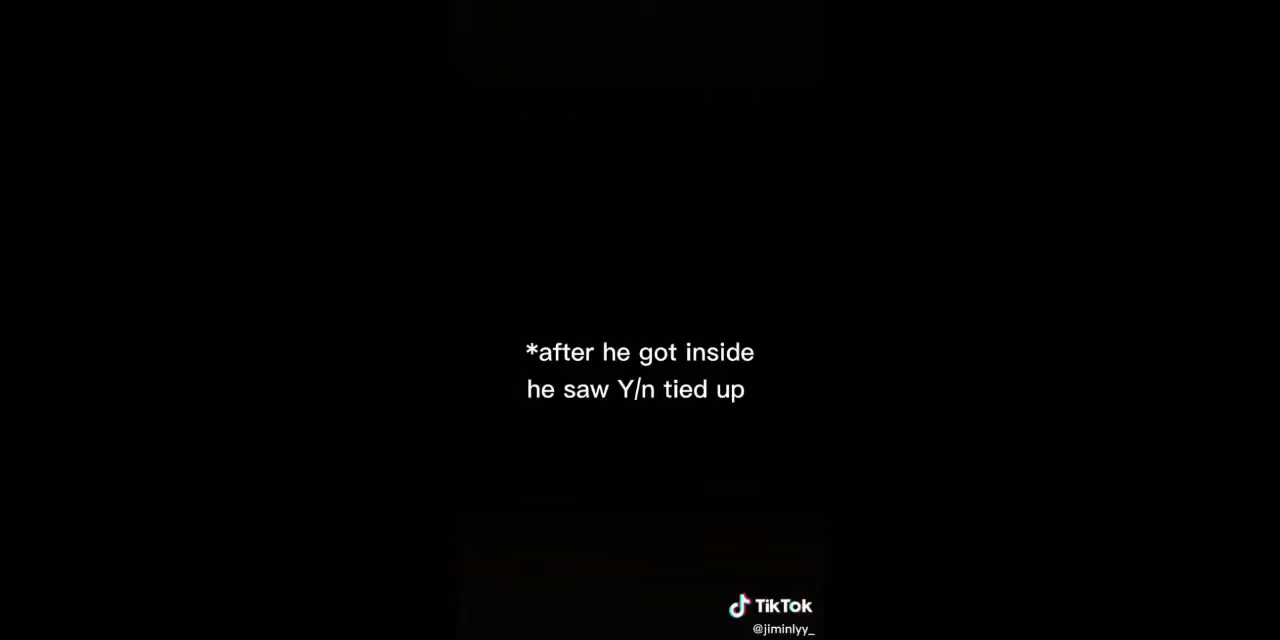 *after he got inside
he saw Y/n tied up
TikTok
@jiminlyy_